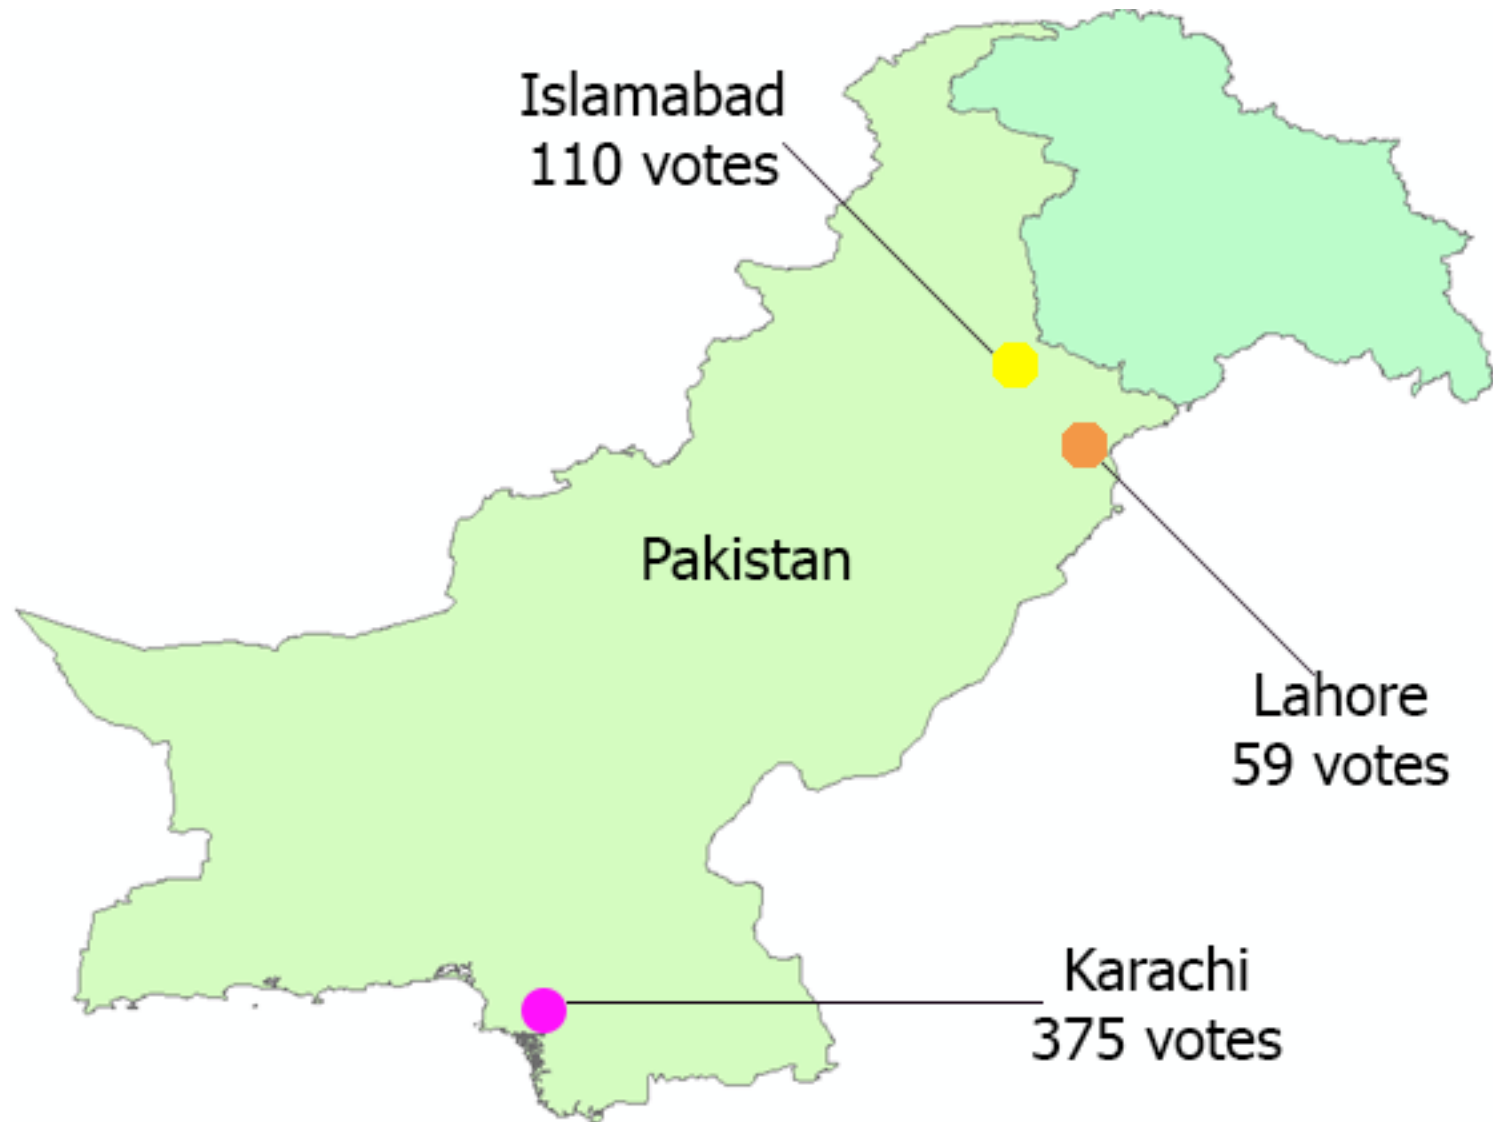 Islamabad
110 votes
Pakistan
Lahore
59 votes
Karachi
375 votes